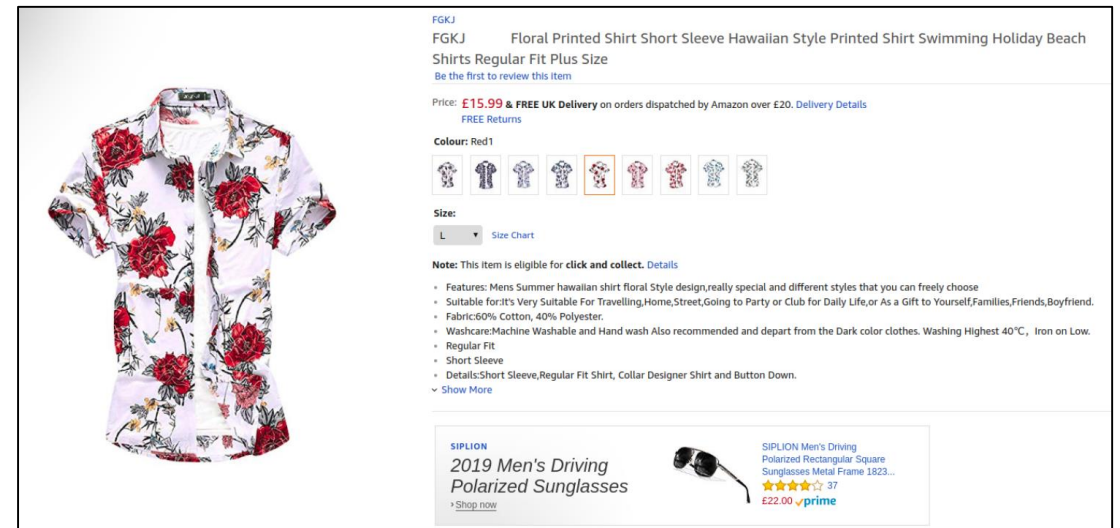 FGKJ
FGKJ Floral Printed Shirt Short Sleeve Hawaiian Style Printed Shirt Swimming Holiday Beach
Shirts Regular Fit Plus Size
Be the first to review this item
Price: £15.99 & FREE UK Delivery on orders dispatched by Amazon over £20. Delivery Details
FREE Returns
Colour: Red1
Size:
L Size Chart
Note: This item is eligible for click and collect. Details
Features: Mens Summer hawaiian shirt floral Style design,really special and different styles that you can freely choose
Suitable for:It's Very Suitable For Travelling,Home,Street,Going to Party or Club for Daily Life,or As a Gift to Yourself,Families,Friends,Boyfriend.
Fabric:60% Cotton, 40% Polyester.
Washcare:Machine Washable and Hand wash Also recommended and depart from the Dark color clothes. Washing Highest 40℃, Iron on Low.
Regular Fit
Short Sleeve
Details:Short Sleeve,Regular Fit Shirt, Collar Designer Shirt and Button Down.
Show More
SIPLION
2019 Men's Driving
Polarized Sunglasses
Shop now
SIPLION Men's Driving
Polarized Rectangular Square
Sunglasses Metal Frame 1823...
37
£22.00 prime